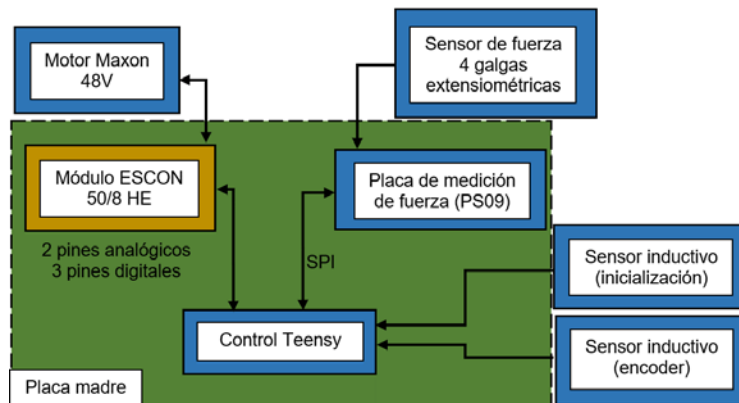 Motor Maxon
48V
Sensor de fuerza
4 galgas
extensiométricas
Módulo ESCON
50/8 HE
Placa de medición
de fuerza (PS09)
2 pines analógicos
3 pines digitales
SPI
Sensor inductivo
(inicialización)
Control Teensy
Sensor inductivo
(encoder)
Placa madre